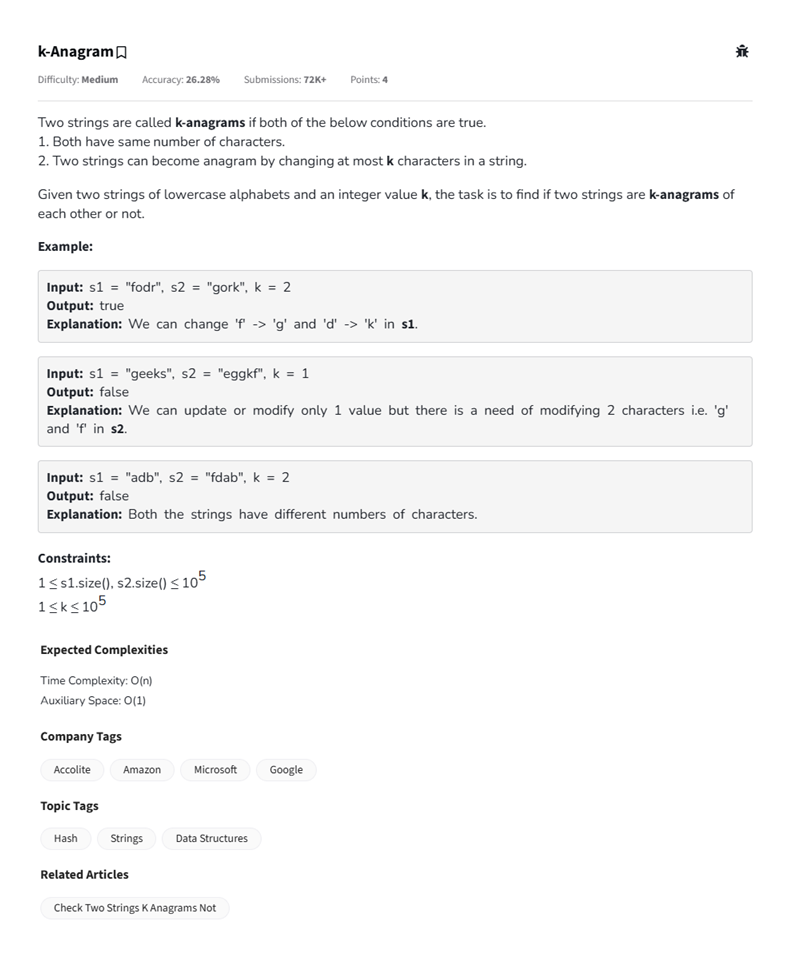 k-Anagram
Difficulty: Medium Accuracy: 26.28% Submissions: 72K+ Points: 4
Two strings are called k-anagrams if both of the below conditions are true.
1. Both have same number of characters.
2. Two strings can become anagram by changing at most k characters in a string.
Given two strings of lowercase alphabets and an integer value k, the task is to find if two strings are k-anagrams of
each other or not.
Example:
Input: s1 = "fodr", s2 = "gork", k = 2
Output: true
Explanation: We can change 'f' -> 'g' and 'd' -> 'k' in s1.
Input: s1 = "geeks", s2 = "eggkf", k = 1
Output: false
Explanation: We can update or modify only 1 value but there is a need of modifying 2 characters i.e. 'g'
and 'f' in s2.
Input: s1 = "adb", s2 = "fdab", k = 2
Output: false
Explanation: Both the strings have different numbers of characters.
Constraints:
1 ≤ s1.size(), s2.size() ≤ 10^5
1 ≤ k ≤ 10^5
Expected Complexities
Time Complexity: O(n)
Auxiliary Space: O(1)
Company Tags
Accolite Amazon Microsoft Google
Topic Tags
Hash Strings Data Structures
Related Articles
Check Two Strings K Anagrams Not